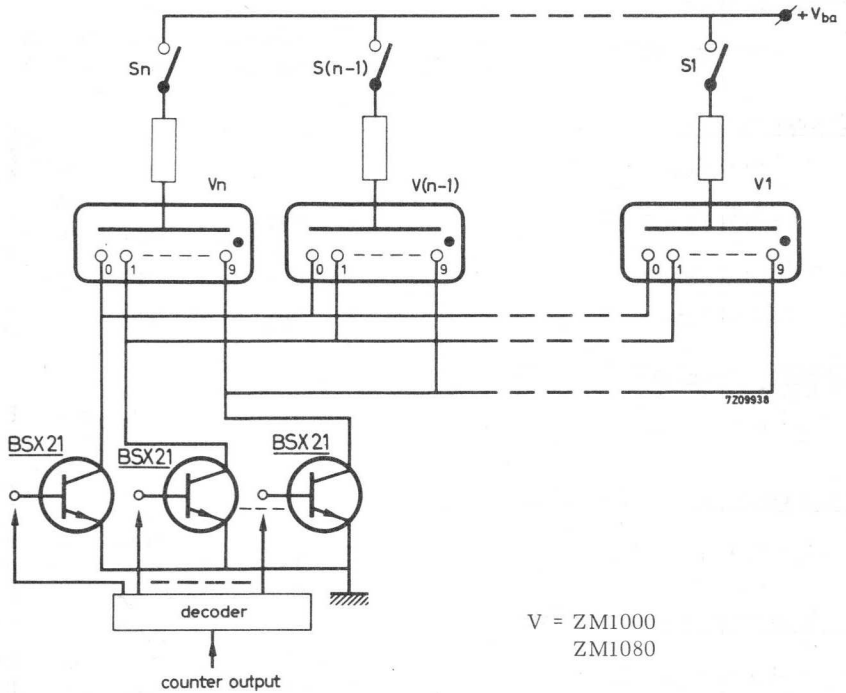 +Vba
Sn
S(n-1)
S1
Vn
V(n-1)
V1
0 1 9
0 1 9
0 1 9
7Z09938
BSX21
BSX21
BSX21
decoder
counter output
V = ZM1000
ZM1080